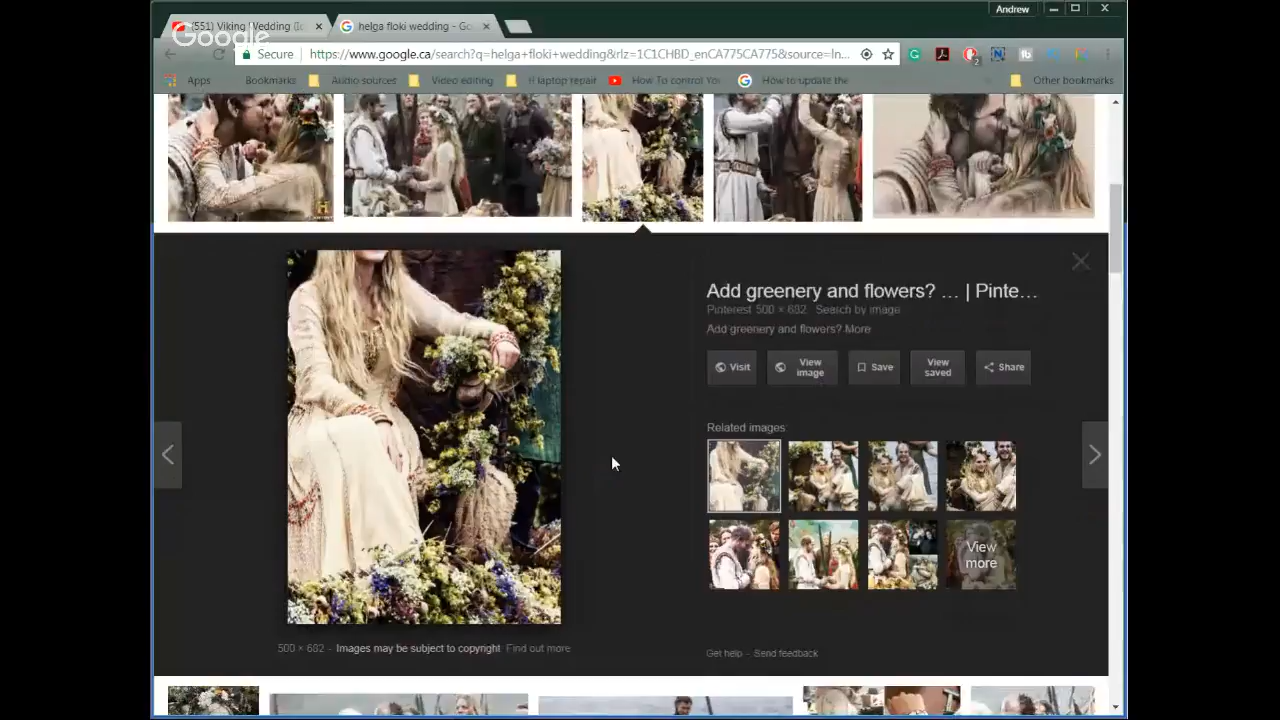 Andrew
(551) Viking Wedding (Ic
helga floki wedding - Go
Google
Secure
https://www.google.ca/search?q=helga+floki+wedding&rlz=1C1CHBD_enCA775CA775&source=ln...
Apps
Bookmarks
Audio sources
Video editing
How To control Yo
How to update the
Other bookmarks
Add greenery and flowers? ... | Pinte...
Pinterest 500 × 682 Search by image
Add greenery and flowers? More
Visit
View image
Save
View saved
Share
Related images:
View more
500 × 682 - Images may be subject to copyright Find out more
Get help - Send feedback